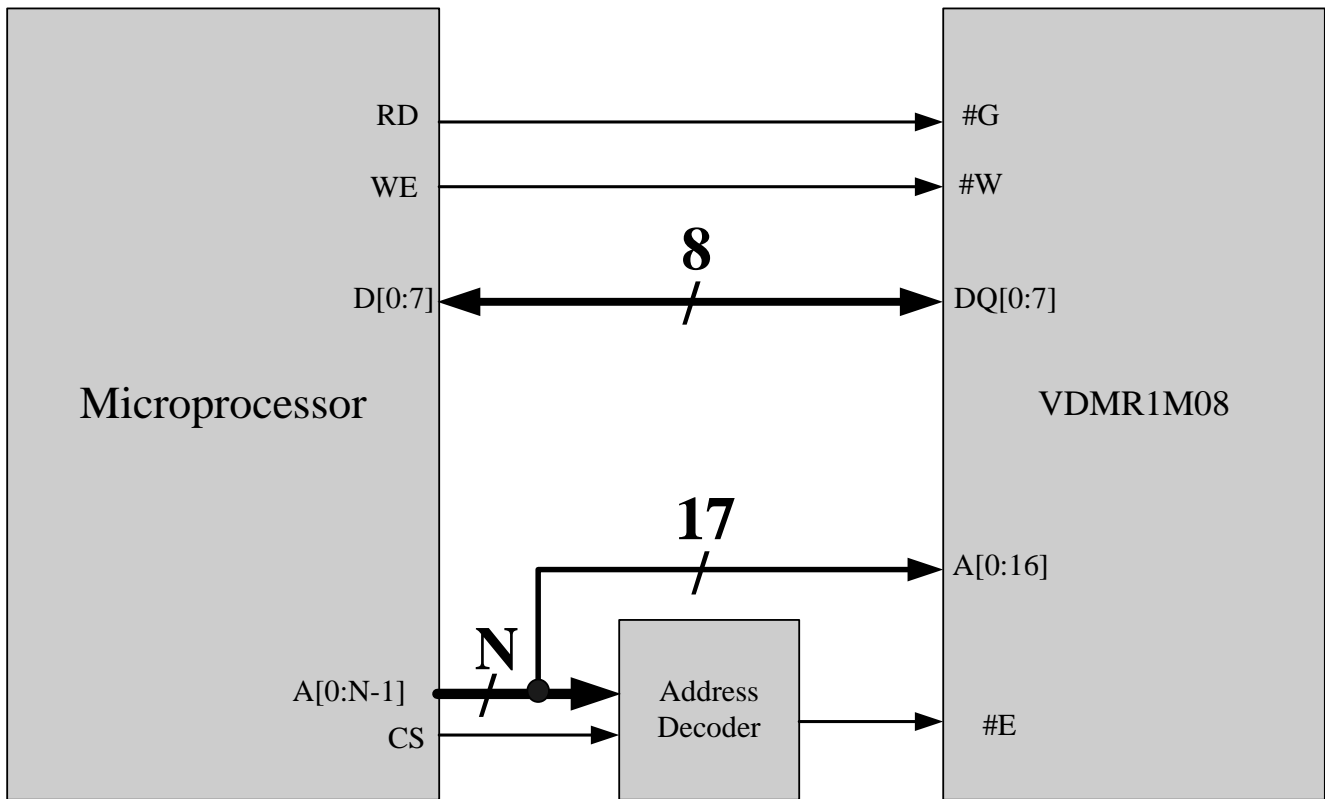 RD
#G
WE
#W
8
D[0:7]
DQ[0:7]
Microprocessor
VDMR1M08
17
A[0:16]
N
A[0:N-1]
Address
Decoder
CS
#E